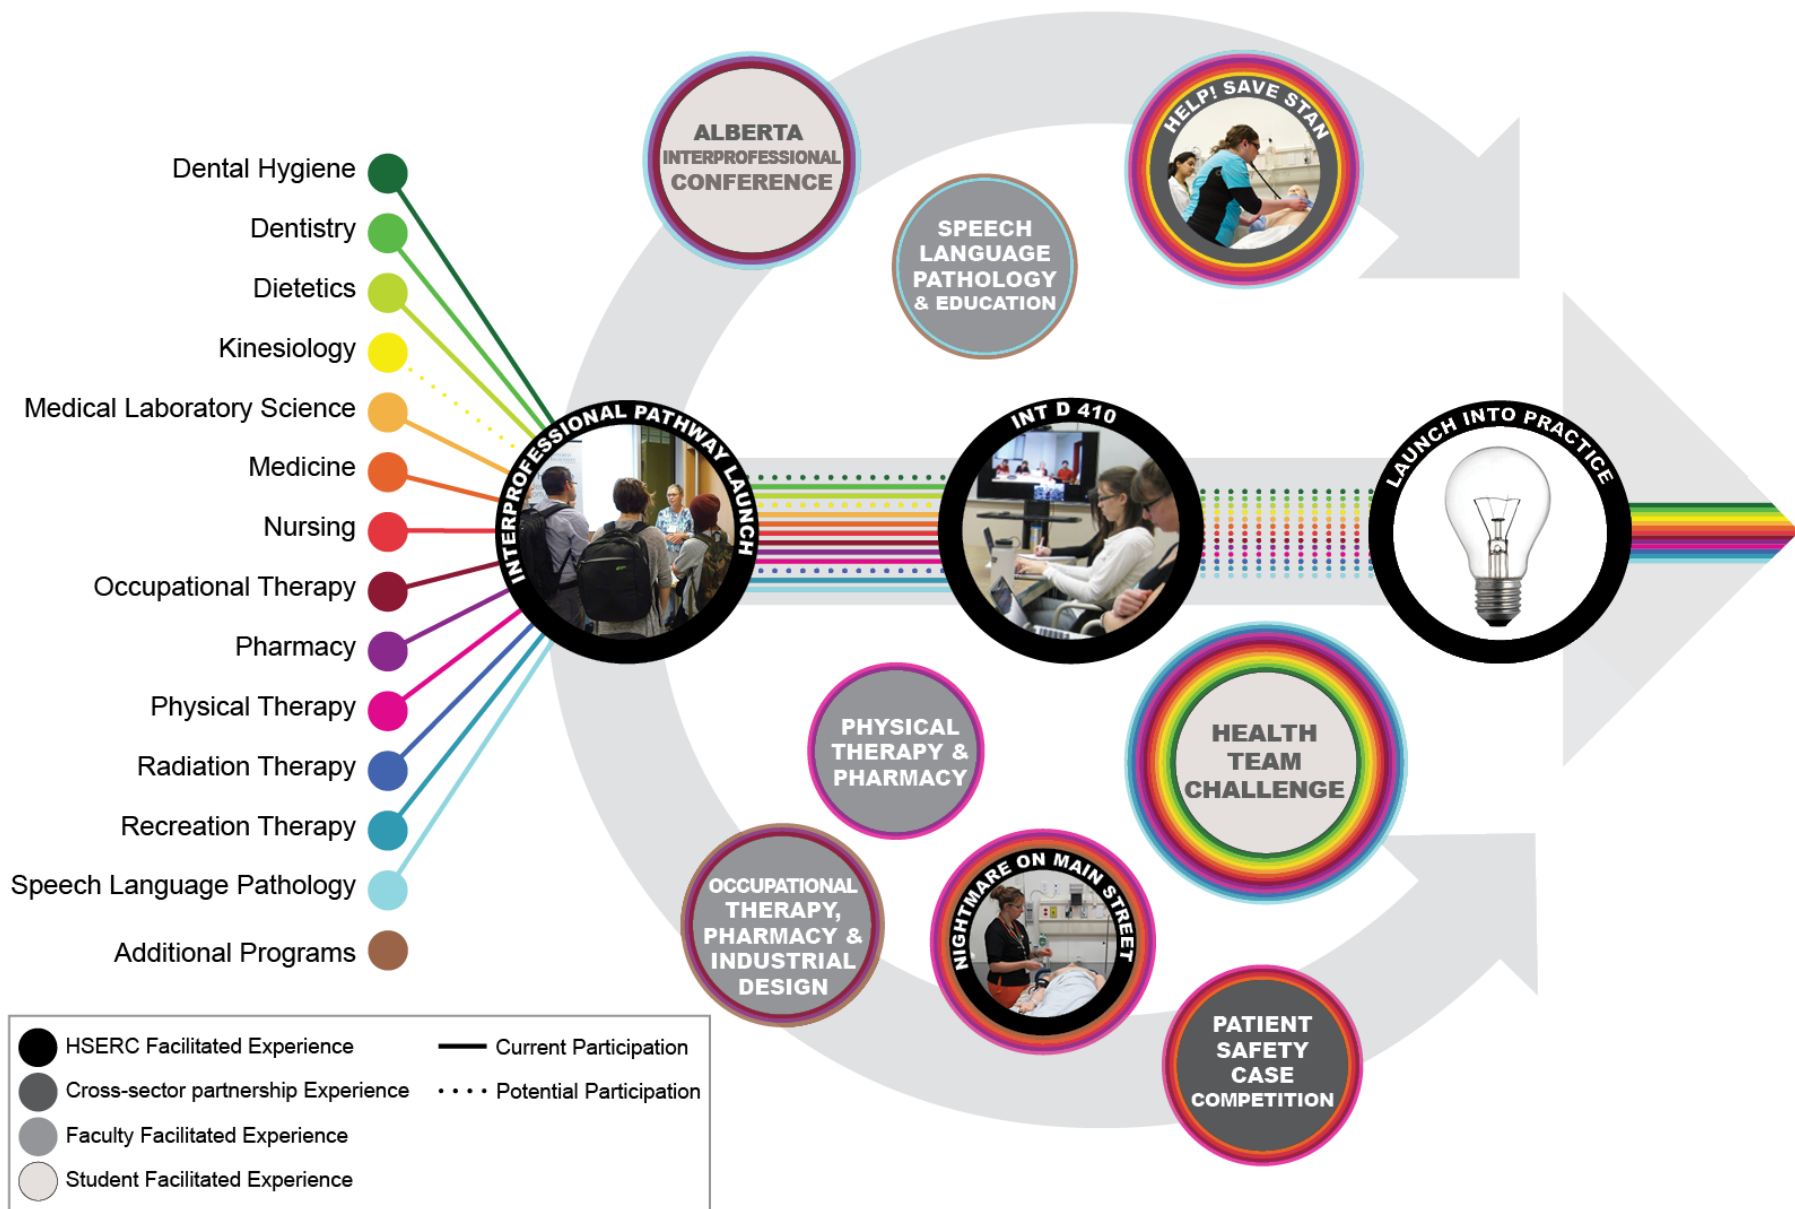 Dental Hygiene
Dentistry
Dietetics
Kinesiology
Medical Laboratory Science
Medicine
Nursing
Occupational Therapy
Pharmacy
Physical Therapy
Radiation Therapy
Recreation Therapy
Speech Language Pathology
Additional Programs
INTERPROFESSIONAL PATHWAY LAUNCH
ALBERTA
INTERPROFESSIONAL
CONFERENCE
SPEECH
LANGUAGE
PATHOLOGY
& EDUCATION
HELP! SAVE STAN
INT D 410
LAUNCH INTO PRACTICE
PHYSICAL
THERAPY &
PHARMACY
HEALTH
TEAM
CHALLENGE
OCCUPATIONAL
THERAPY,
PHARMACY &
INDUSTRIAL
DESIGN
NIGHTMARE ON MAIN STREET
PATIENT
SAFETY
CASE
COMPETITION
HSERC Facilitated Experience
Cross-sector partnership Experience
Faculty Facilitated Experience
Student Facilitated Experience
Current Participation
Potential Participation